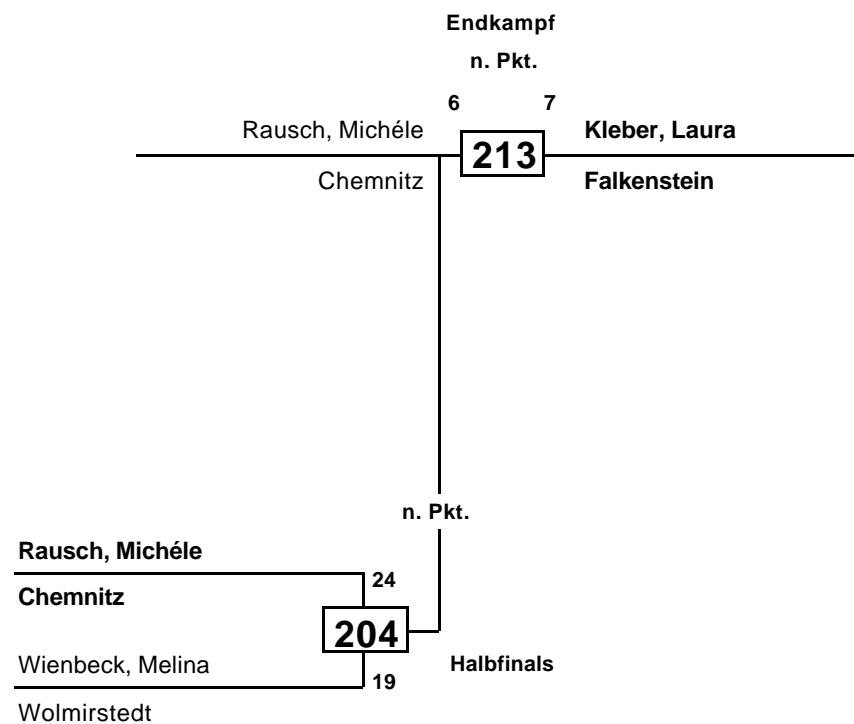 Endkampf
n. Pkt.
6 7
Rausch, Michéle 213 Kleber, Laura
Chemnitz Falkenstein
n. Pkt.
Rausch, Michéle
24
Chemnitz
204
Wienbeck, Melina Halbfinals
19
Wolmirstedt